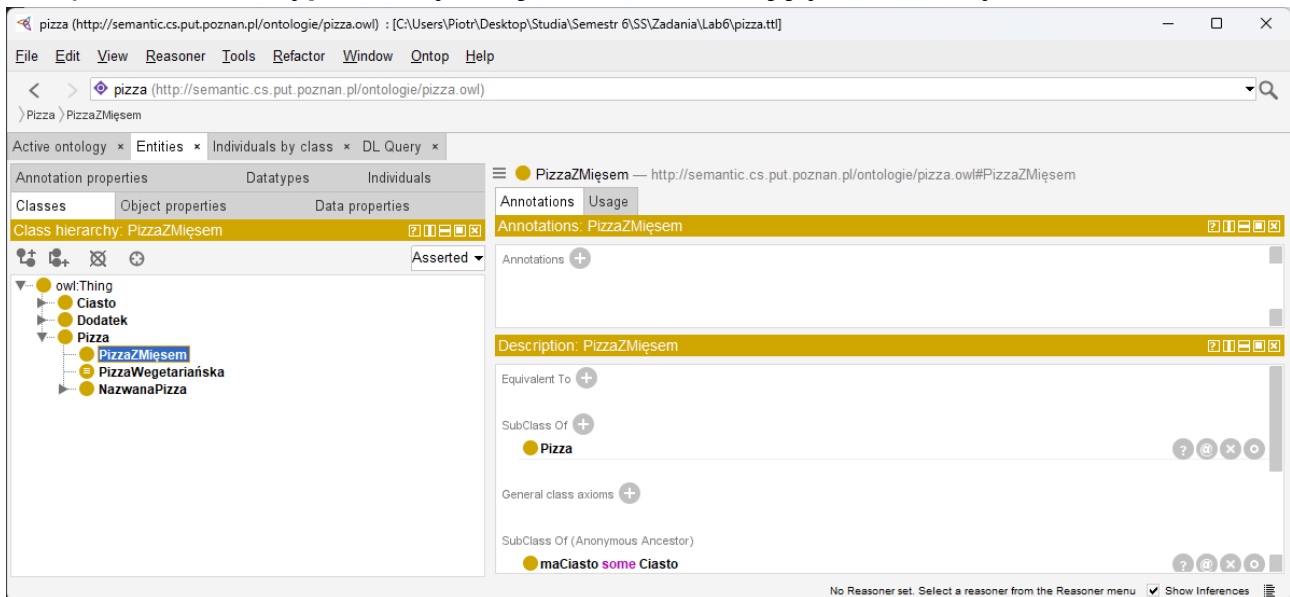 pizza (http://semantic.cs.put.poznan.pl/ontologie/pizza.owl) : [C:\Users\Piotr\Desktop\Studia\Semestr 6\SS\Zadania\Lab6\pizza.ttl]
File Edit View Reasoner Tools Refactor Window Ontop Help
pizza (http://semantic.cs.put.poznan.pl/ontologie/pizza.owl)
Pizza PizzaZMięsem
Active ontology × Entities × Individuals by class × DL Query ×
Annotation properties Datatypes Individuals
Classes Object properties Data properties
Class hierarchy: PizzaZMięsem
Asserted
owl:Thing
Ciasto
Dodatek
Pizza
PizzaZMięsem
PizzaWegetariańska
NazwanaPizza
PizzaZMięsem — http://semantic.cs.put.poznan.pl/ontologie/pizza.owl#PizzaZMięsem
Annotations Usage
Annotations: PizzaZMięsem
Annotations
Description: PizzaZMięsem
Equivalent To
SubClass Of
Pizza
General class axioms
SubClass Of (Anonymous Ancestor)
maCiasto some Ciasto
No Reasoner set. Select a reasoner from the Reasoner menu Show Inferences